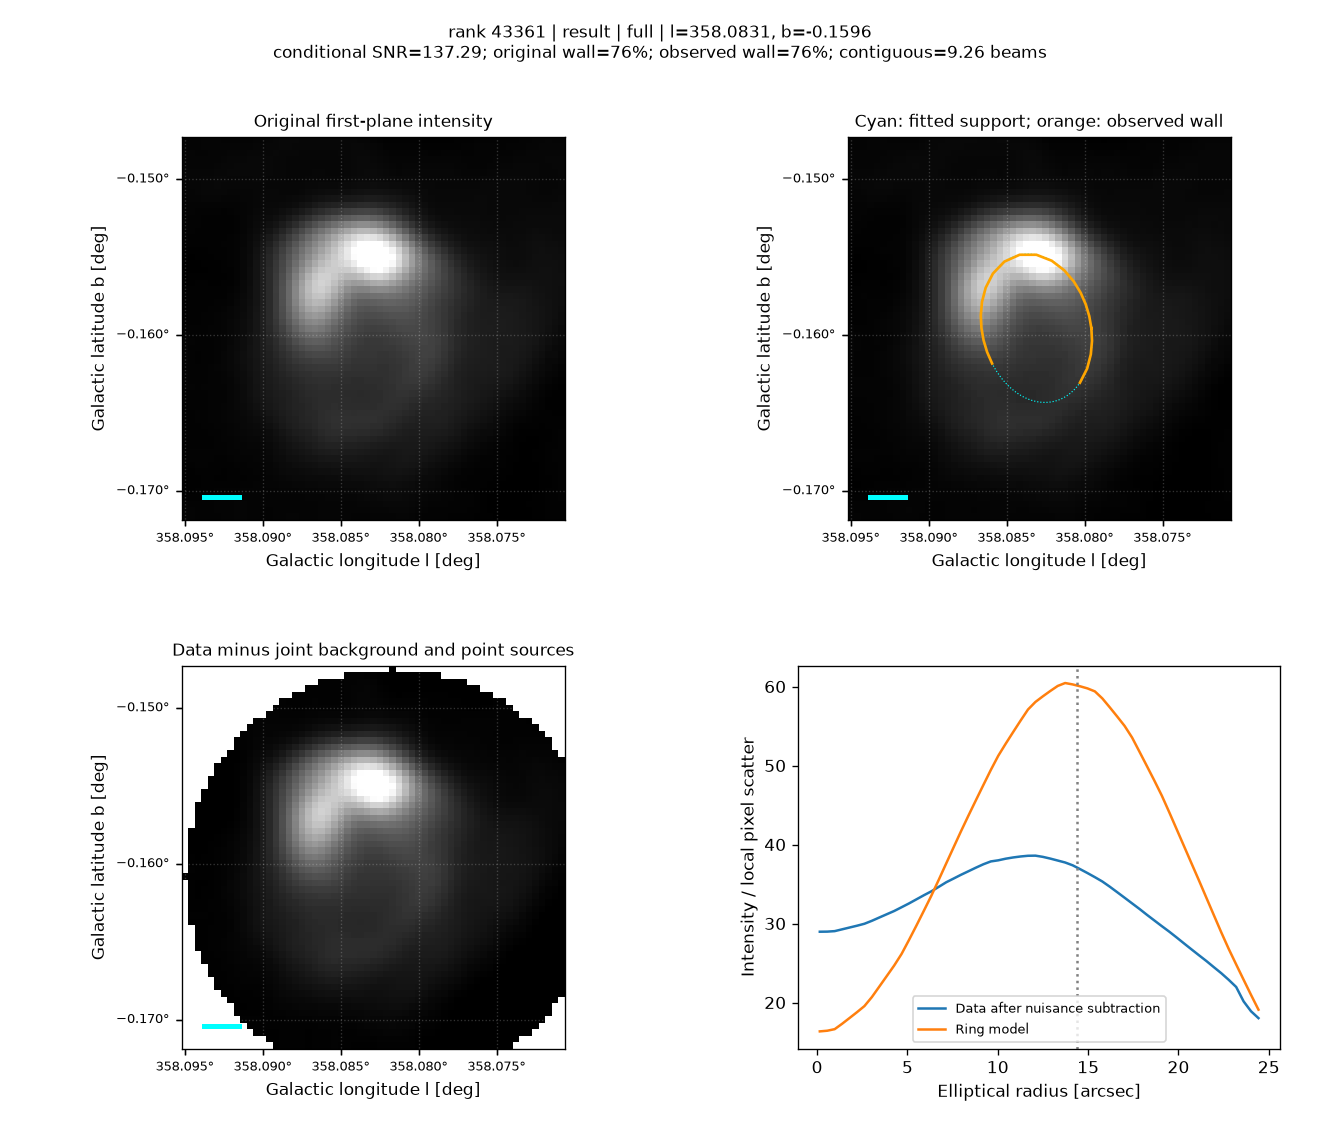 rank 43361 | result | full | l=358.0831, b=-0.1596
conditional SNR=137.29; original wall=76%; observed wall=76%; contiguous=9.26 beams
Original first-plane intensity
−0.150°
−0.160°
−0.170°
Galactic latitude b [deg]
358.095° 358.090° 358.085° 358.080° 358.075°
Galactic longitude l [deg]
Cyan: fitted support; orange: observed wall
−0.150°
−0.160°
−0.170°
Galactic latitude b [deg]
358.095° 358.090° 358.085° 358.080° 358.075°
Galactic longitude l [deg]
Data minus joint background and point sources
−0.150°
−0.160°
−0.170°
Galactic latitude b [deg]
358.095° 358.090° 358.085° 358.080° 358.075°
Galactic longitude l [deg]
60
50
40
30
20
Intensity / local pixel scatter
Data after nuisance subtraction
Ring model
0 5 10 15 20 25
Elliptical radius [arcsec]